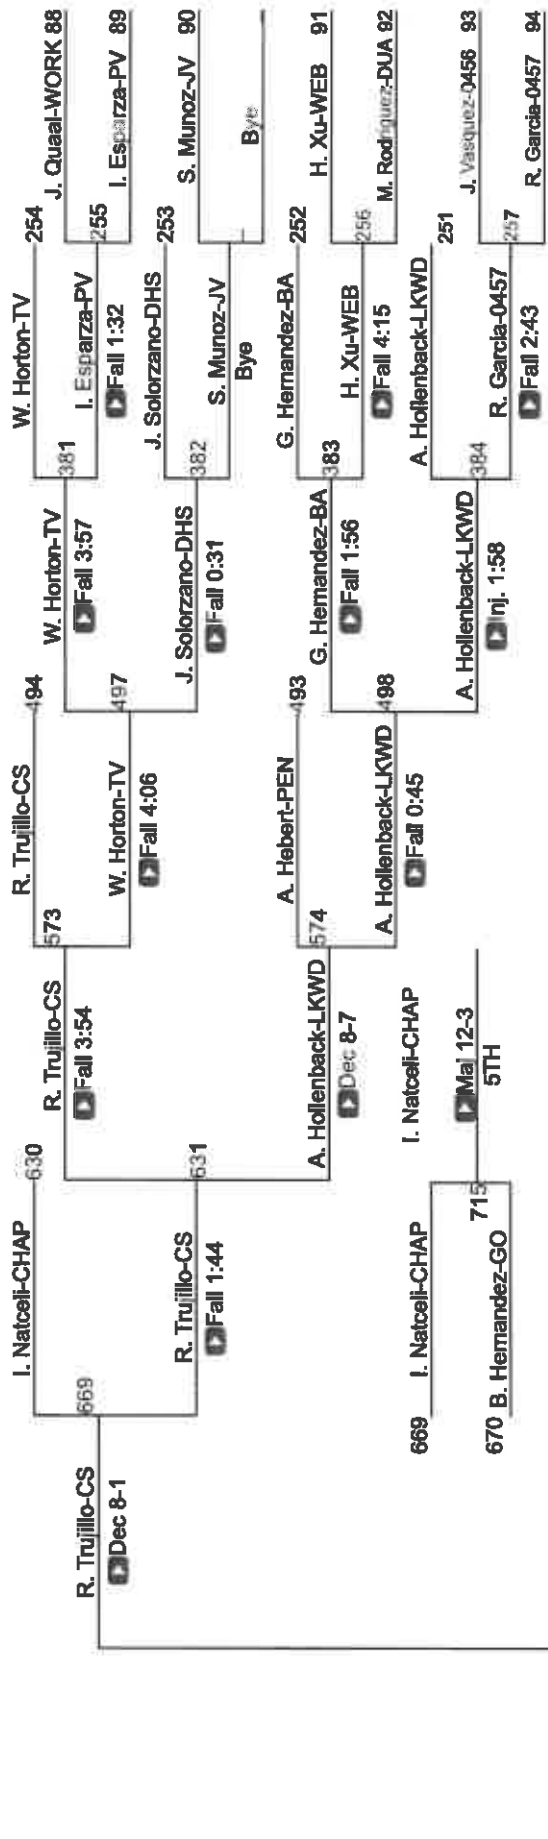 W. Horton-TV 254
J. Quaal-WORK 88
255
I. Esparza-PV 89
I. Esparza-PV
Fall 1:32
381
W. Horton-TV
Fall 3:57
J. Solorzano-DHS 253
S. Munoz-JV 90
Bye
S. Munoz-JV
Bye
382
J. Solorzano-DHS
Fall 0:31
R. Trujillo-CS 494
497
W. Horton-TV
Fall 4:06
573
R. Trujillo-CS
Fall 3:54
G. Hernandez-BA 252
H. Xu-WEB 91
256
M. Rodriguez-DUA 92
H. Xu-WEB
Fall 4:15
383
G. Hernandez-BA
Fall 1:56
A. Hollenback-LKWD 251
J. Vasquez-0456 93
257
R. Garcia-0457 94
R. Garcia-0457
Fall 2:43
384
A. Hollenback-LKWD
Inj. 1:58
A. Hebert-PEN 493
498
A. Hollenback-LKWD
Fall 0:45
574
A. Hollenback-LKWD
Dec 8-7
I. Natceli-CHAP 630
631
R. Trujillo-CS
Fall 1:44
669
R. Trujillo-CS
Dec 8-1
669 I. Natceli-CHAP
715
670 B. Hernandez-GO
I. Natceli-CHAP
Maj 12-3
5TH